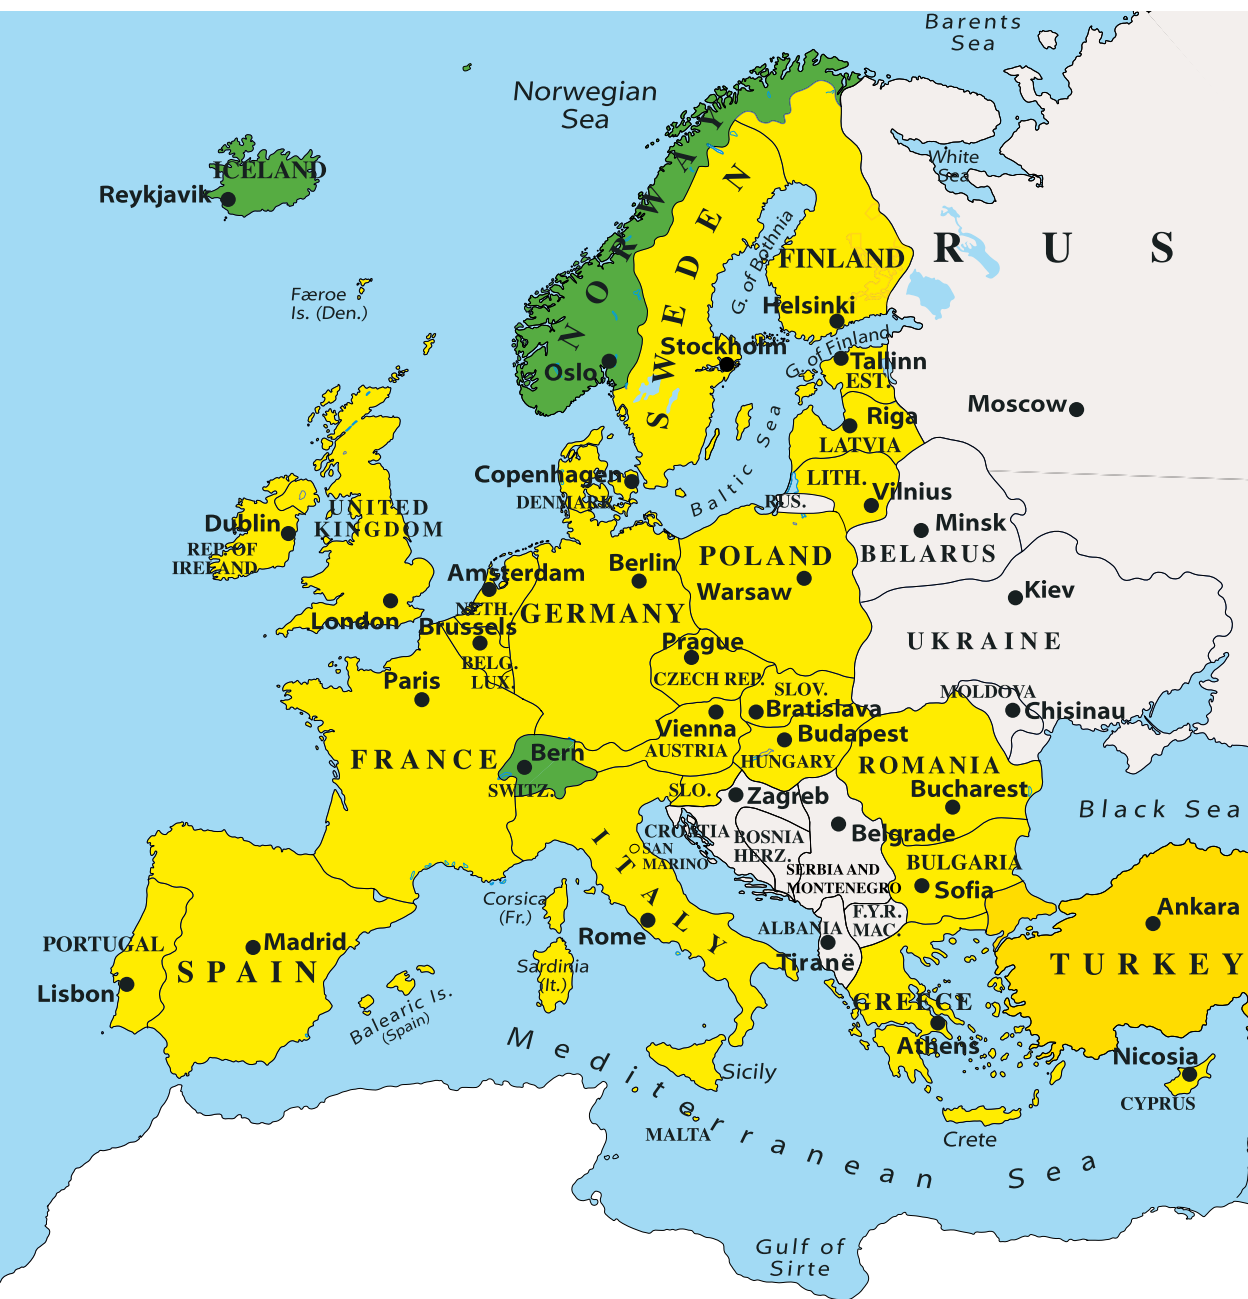 Barents
Sea
Norwegian
Sea
White
Sea
ICELAND
Reykjavik
NORWAY
SWEDEN
FINLAND
RUS
G. of Bothnia
Færoe
Is. (Den.)
Helsinki
G. of Finland
Stockholm
Oslo
Tallinn
EST.
Moscow
Riga
LATVIA
Baltic Sea
Copenhagen
DENMARK
LITH.
Vilnius
RUS.
UNITED
KINGDOM
Dublin
REP. OF
IRELAND
Minsk
BELARUS
POLAND
Warsaw
Berlin
Amsterdam
NETH.
GERMANY
London
Brussels
BELG.
LUX.
Kiev
UKRAINE
Prague
CZECH REP.
Paris
SLOV.
Bratislava
MOLDOVA
Chisinau
Vienna
AUSTRIA
Budapest
HUNGARY
FRANCE
Bern
SWITZ.
ROMANIA
Bucharest
SLO.
Zagreb
Black Sea
CROATIA
BOSNIA
HERZ.
Belgrade
SAN
MARINO
ITALY
SERBIA AND
MONTENEGRO
BULGARIA
Sofia
Corsica
(Fr.)
F.Y.R.
MAC.
ALBANIA
Tiranë
Ankara
TURKEY
PORTUGAL
Madrid
SPAIN
Lisbon
Rome
Sardinia
(It.)
Balearic Is.
(Spain)
GREECE
Athens
Nicosia
CYPRUS
Sicily
MALTA
Crete
Mediterranean Sea
Gulf of
Sirte